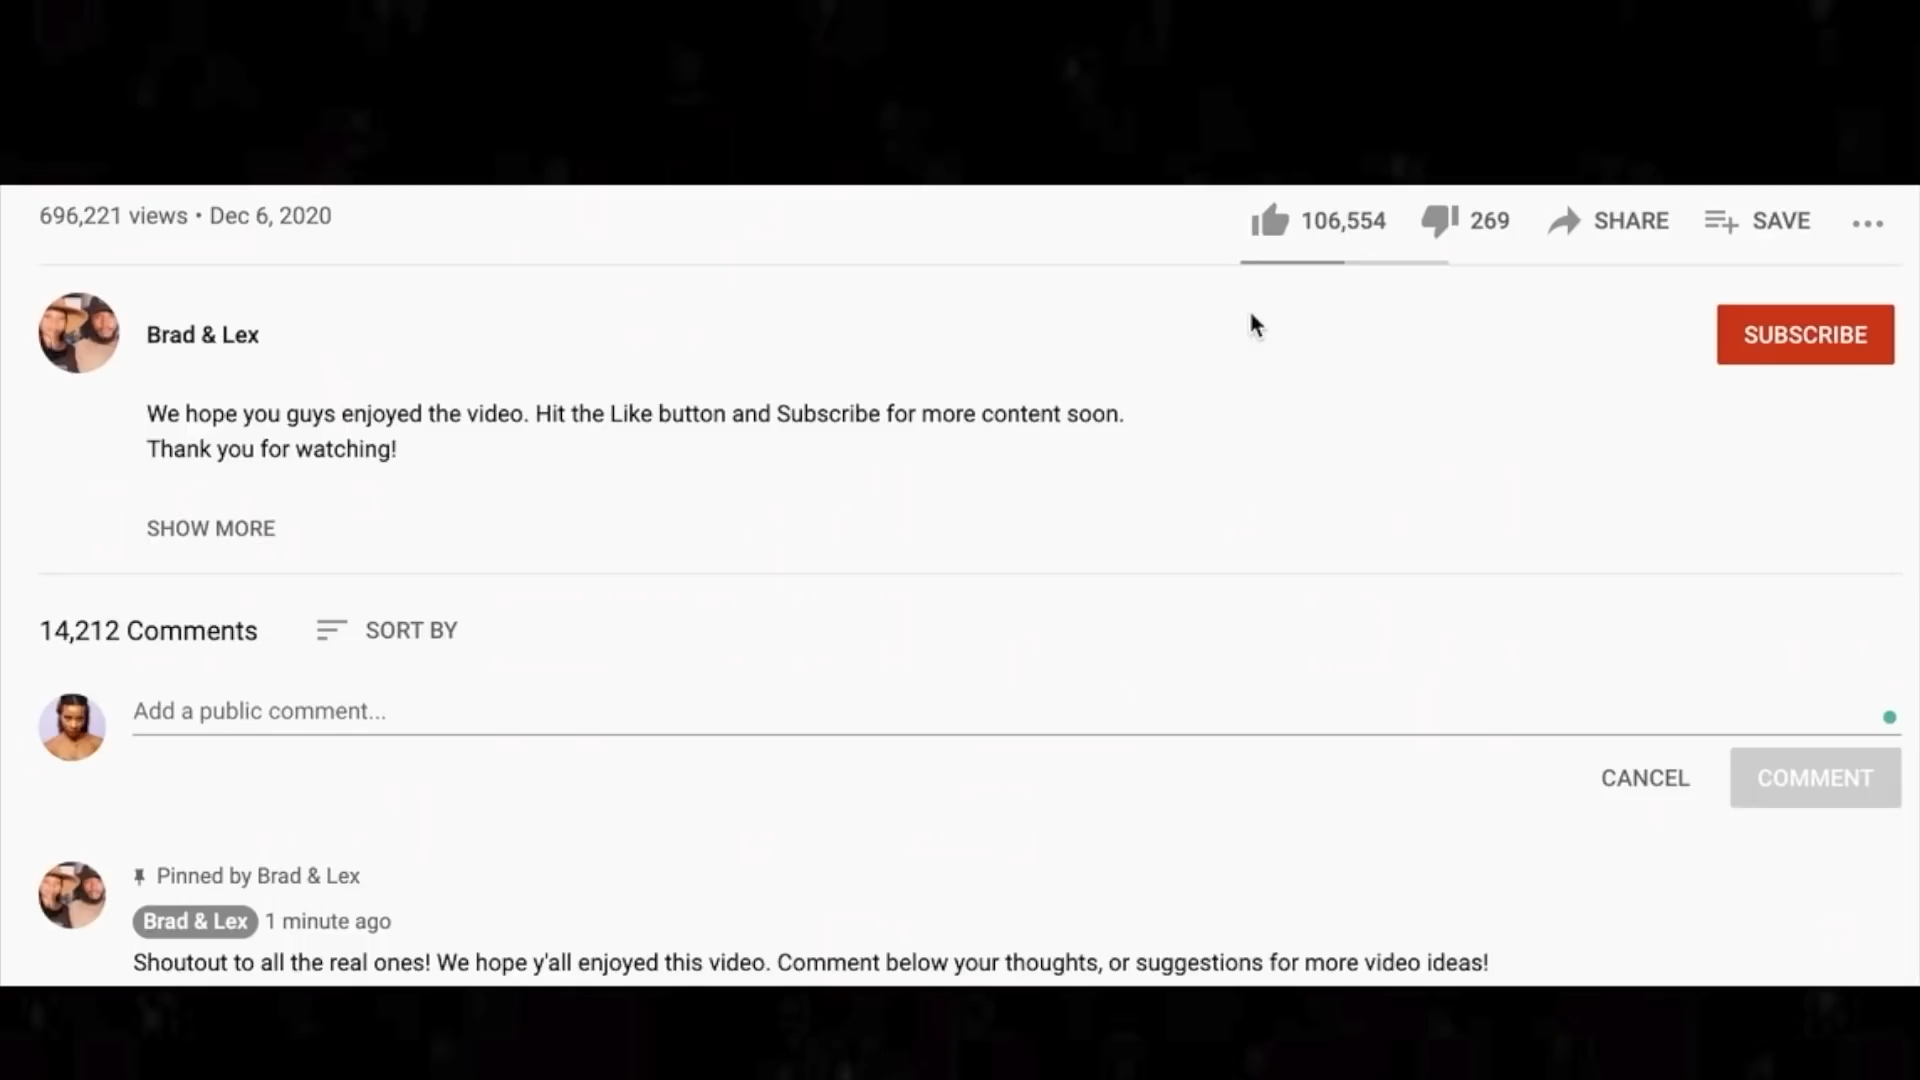 696,221 views • Dec 6, 2020
106,554
269
SHARE
SAVE
Brad & Lex
SUBSCRIBE
We hope you guys enjoyed the video. Hit the Like button and Subscribe for more content soon.
Thank you for watching!
SHOW MORE
14,212 Comments
SORT BY
Add a public comment...
CANCEL
COMMENT
Pinned by Brad & Lex
Brad & Lex 1 minute ago
Shoutout to all the real ones! We hope y'all enjoyed this video. Comment below your thoughts, or suggestions for more video ideas!